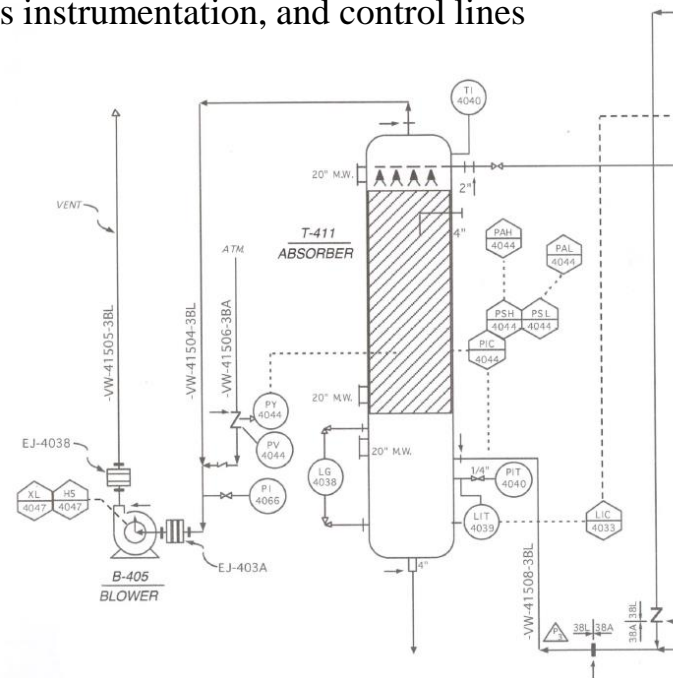 s instrumentation, and control lines
TI
4040
20" M.W.
2"
VENT
T-411
ABSORBER
ATM.
4"
PAH
4044
PAL
4044
PSH
4044
PSL
4044
PIC
4044
-VW-41505-3BL
-VW-41504-3BL
-VW-41506-3BA
PY
4044
20" M.W.
PV
4044
20" M.W.
EJ-4038
LG
4038
1/4"
PIT
4040
XL
4047
HS
4047
PI
4066
LIT
4039
LIC
4033
EJ-403A
4"
B-405
BLOWER
-VW-41508-3BL
38L 38A
38A 38L